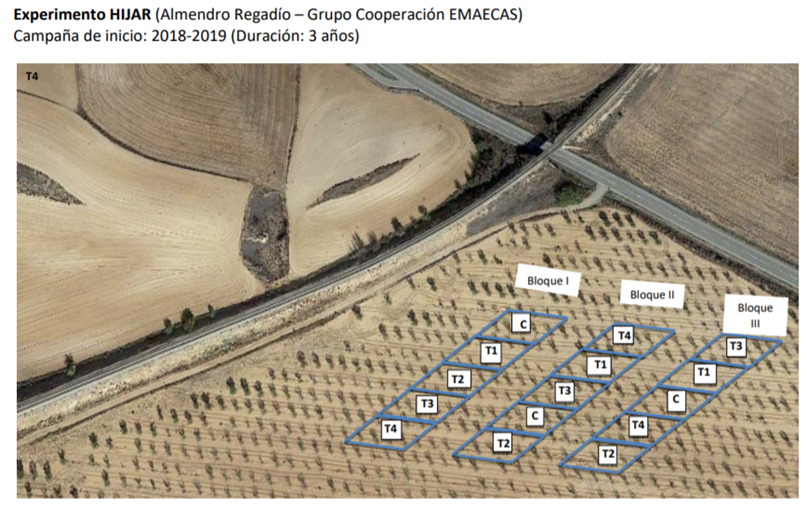 Experimento HIJAR (Almendro Regadío – Grupo Cooperación EMAECAS)
Campaña de inicio: 2018-2019 (Duración: 3 años)
T4
Bloque I
Bloque II
Bloque
III
C
T1
T2
T3
T4
T4
T1
T3
C
T2
T3
T1
C
T4
T2